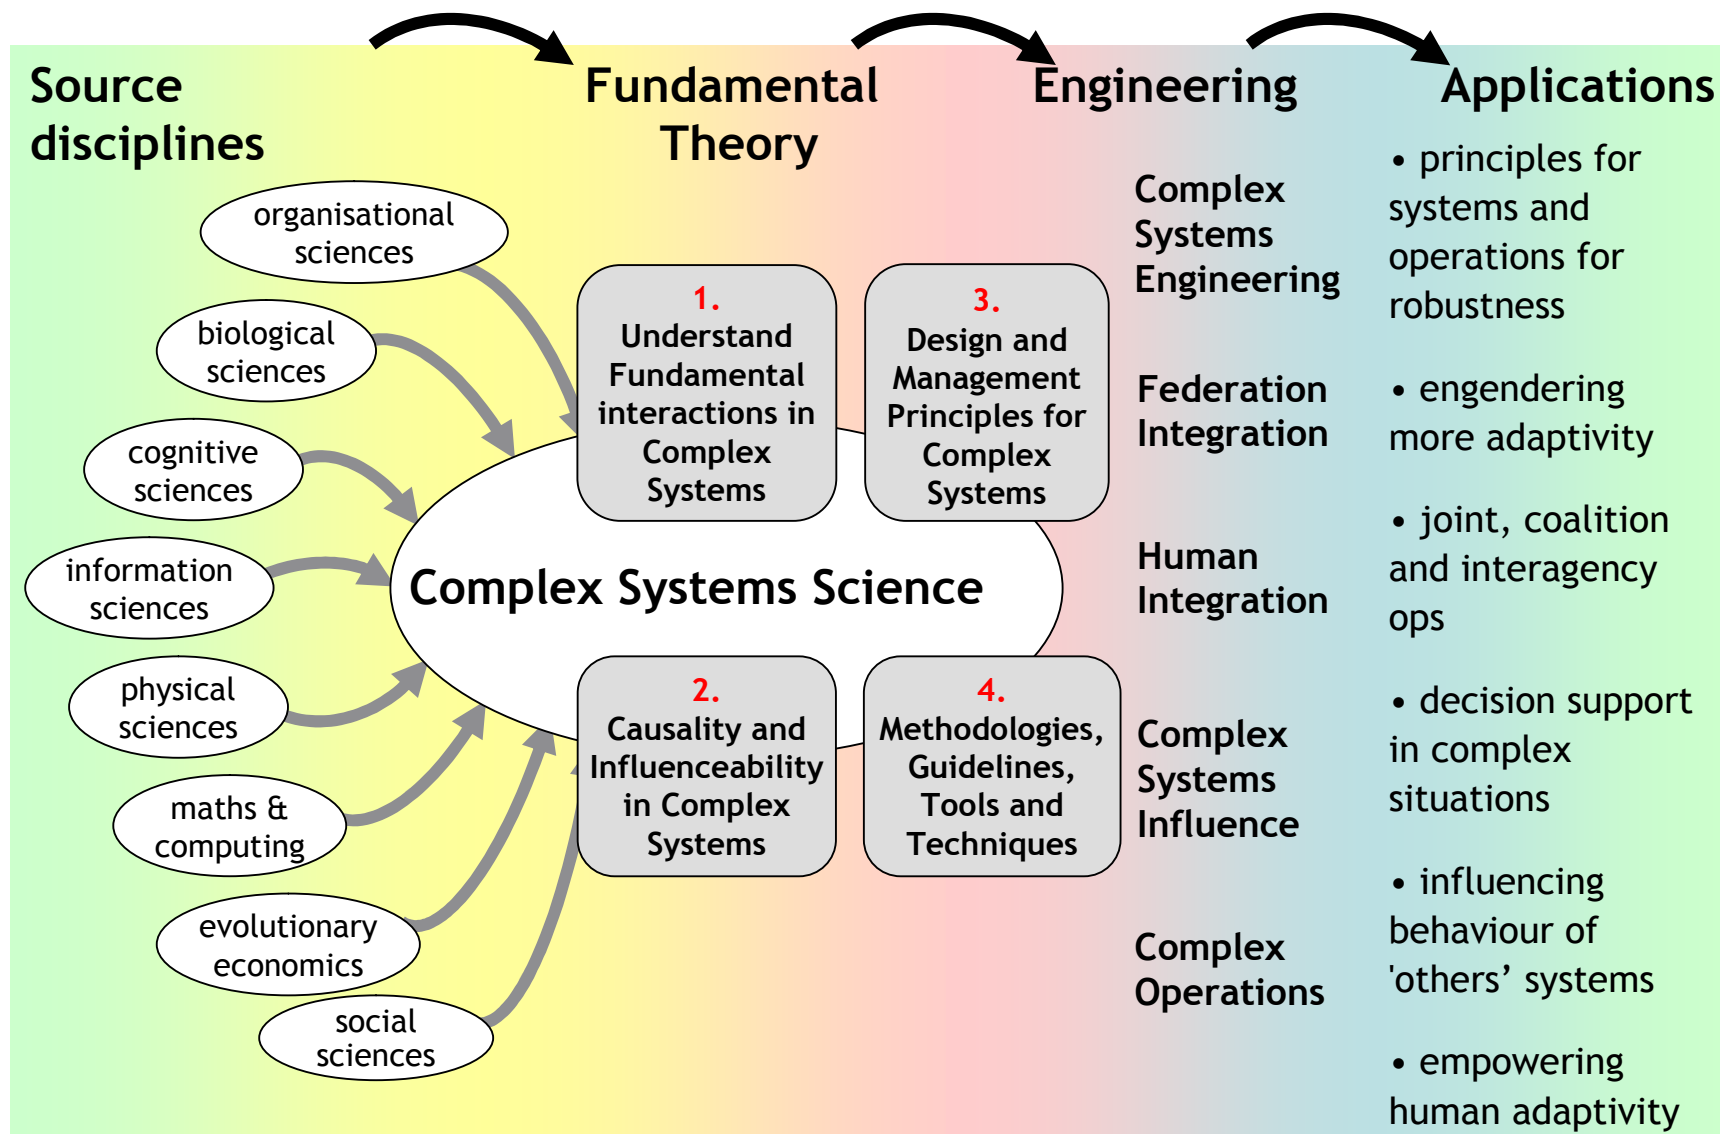 Source
disciplines
Fundamental
Theory
Engineering
Applications
organisational
sciences
biological
sciences
cognitive
sciences
information
sciences
physical
sciences
maths &
computing
evolutionary
economics
social
sciences
1.
Understand
Fundamental
interactions in
Complex
Systems
3.
Design and
Management
Principles for
Complex
Systems
Complex Systems Science
2.
Causality and
Influenceability
in Complex
Systems
4.
Methodologies,
Guidelines,
Tools and
Techniques
Complex
Systems
Engineering
Federation
Integration
Human
Integration
Complex
Systems
Influence
Complex
Operations
• principles for
systems and
operations for
robustness
• engendering
more adaptivity
• joint, coalition
and interagency
ops
• decision support
in complex
situations
• influencing
behaviour of
'others’ systems
• empowering
human adaptivity